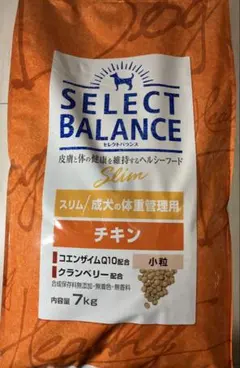 SELECT
BALANCE
セレクトバランス
皮膚と体の健康を維持するヘルシーフード
Slim
スリム/成犬の体重管理用
チキン
コエンザイムQ10配合
小粒
クランベリー配合
合成保存料無添加・無着色・無香料
内容量 7kg